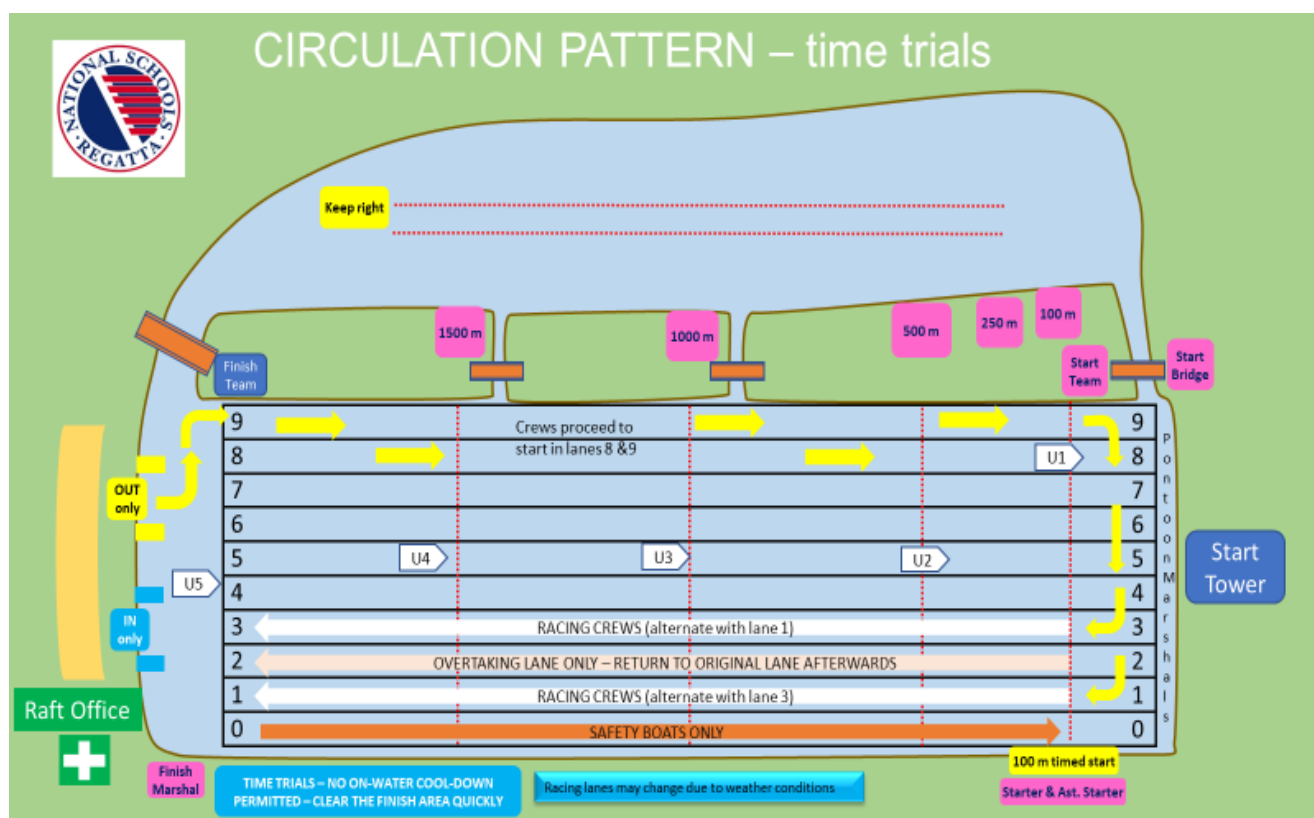 CIRCULATION PATTERN – time trials
NATIONAL SCHOOLS
· REGATTA ·
Keep right
1500 m
1000 m
500 m
250 m
100 m
Finish
Team
Start
Team
Start
Bridge
9
Crews proceed to
start in lanes 8 &9
9
8
U1
8
7
7
OUT
only
6
6
5
U4
U3
U2
5
U5
4
4
IN
only
3
RACING CREWS (alternate with lane 1)
3
2
OVERTAKING LANE ONLY – RETURN TO ORIGINAL LANE AFTERWARDS
2
1
RACING CREWS (alternate with lane 3)
1
0
SAFETY BOATS ONLY
0
Pontoon Marshals
Start
Tower
Raft Office
Finish
Marshal
TIME TRIALS – NO ON-WATER COOL-DOWN
PERMITTED – CLEAR THE FINISH AREA QUICKLY
Racing lanes may change due to weather conditions
100 m timed start
Starter & Ast. Starter